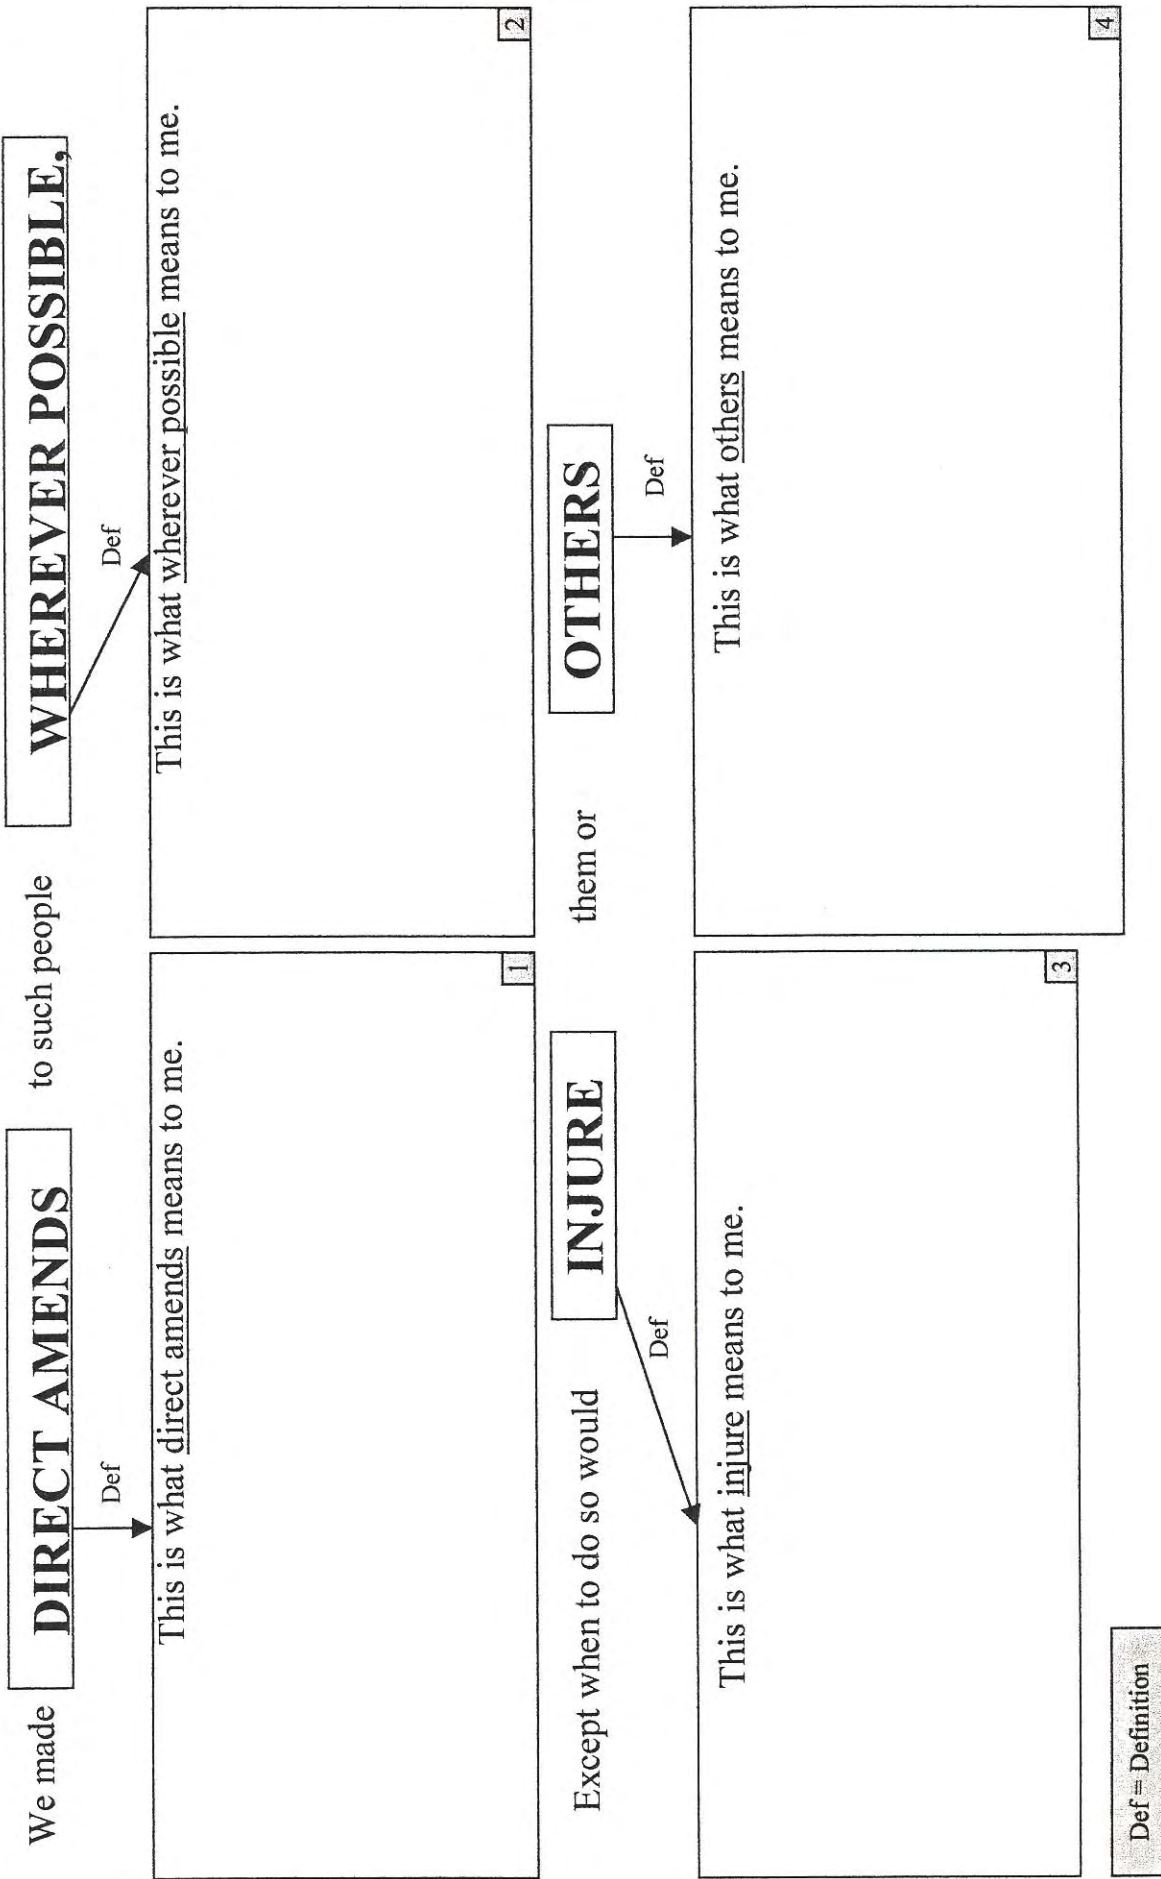 We made DIRECT AMENDS to such people WHEREVER POSSIBLE,
Def Def
This is what direct amends means to me.
1
This is what wherever possible means to me.
2
Except when to do so would INJURE them or OTHERS
Def Def
This is what injure means to me.
3
This is what others means to me.
4
Def = Definition